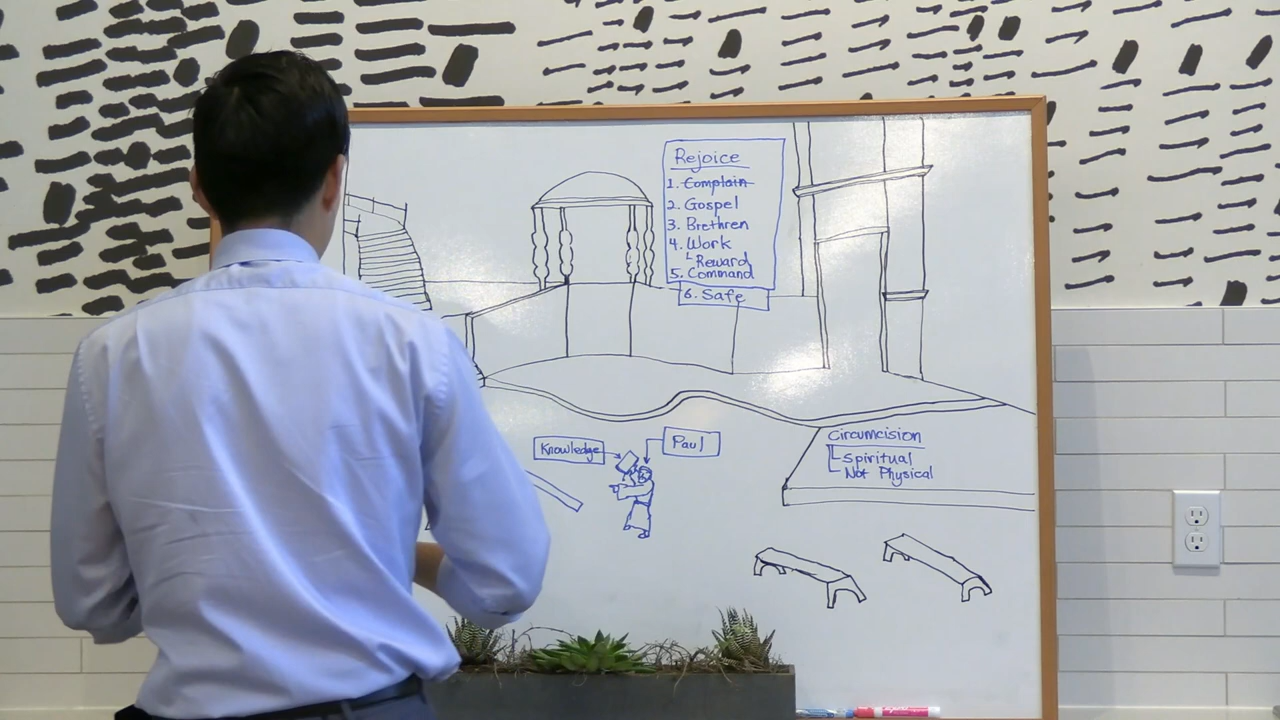 Rejoice
1. Complain
2. Gospel
3. Brethren
4. Work
Reward
5. Command
6. Safe
Knowledge
Paul
Circumcision
Spiritual
Not Physical